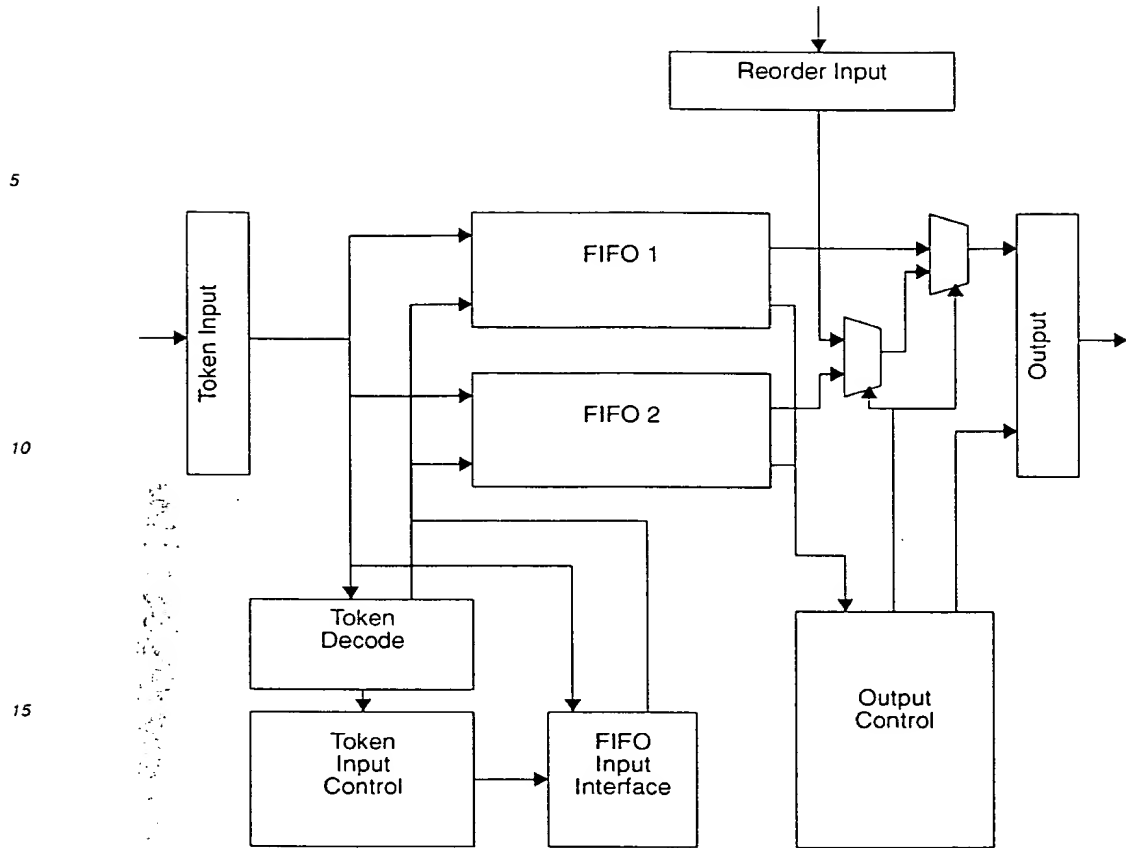 Reorder Input
5
Token Input
FIFO 1
Output
FIFO 2
10
Token
Decode
15
Token
Input
Control
FIFO
Input
Interface
Output
Control